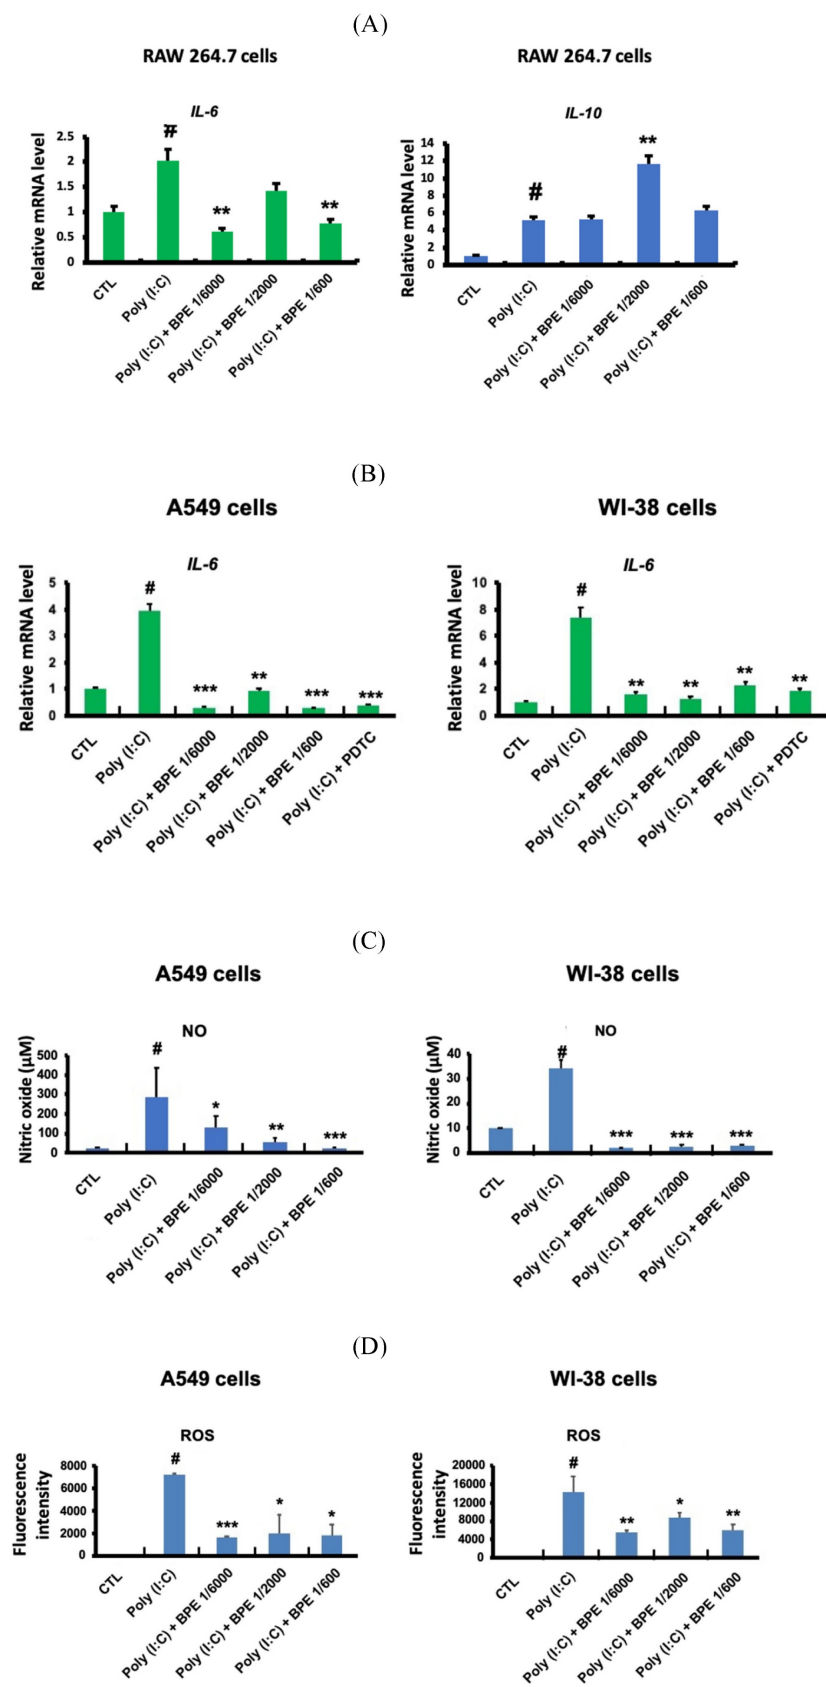 (A)
RAW 264.7 cells
IL-6
Relative mRNA level
2.5
2
1.5
1
0.5
0
#
**
**
CTL
Poly (I:C)
Poly (I:C) + BPE 1/6000
Poly (I:C) + BPE 1/2000
Poly (I:C) + BPE 1/600
RAW 264.7 cells
IL-10
Relative mRNA level
14
12
10
8
6
4
2
0
#
**
CTL
Poly (I:C)
Poly (I:C) + BPE 1/6000
Poly (I:C) + BPE 1/2000
Poly (I:C) + BPE 1/600
(B)
A549 cells
IL-6
Relative mRNA level
5
4
3
2
1
0
#
***
**
***
***
CTL
Poly (I:C)
Poly (I:C) + BPE 1/6000
Poly (I:C) + BPE 1/2000
Poly (I:C) + BPE 1/600
Poly (I:C) + PDTC
WI-38 cells
IL-6
Relative mRNA level
10
8
6
4
2
0
#
**
**
**
**
CTL
Poly (I:C)
Poly (I:C) + BPE 1/6000
Poly (I:C) + BPE 1/2000
Poly (I:C) + BPE 1/600
Poly (I:C) + PDTC
(C)
A549 cells
NO
Nitric oxide (μM)
500
400
300
200
100
0
#
*
**
***
CTL
Poly (I:C)
Poly (I:C) + BPE 1/6000
Poly (I:C) + BPE 1/2000
Poly (I:C) + BPE 1/600
WI-38 cells
NO
Nitric oxide (μM)
40
30
20
10
0
#
***
***
***
CTL
Poly (I:C)
Poly (I:C) + BPE 1/6000
Poly (I:C) + BPE 1/2000
Poly (I:C) + BPE 1/600
(D)
A549 cells
ROS
Fluorescence
intensity
8000
6000
4000
2000
0
#
***
*
*
CTL
Poly (I:C)
Poly (I:C) + BPE 1/6000
Poly (I:C) + BPE 1/2000
Poly (I:C) + BPE 1/600
WI-38 cells
ROS
Fluorescence
intensity
20000
16000
12000
8000
4000
0
#
**
*
**
CTL
Poly (I:C)
Poly (I:C) + BPE 1/6000
Poly (I:C) + BPE 1/2000
Poly (I:C) + BPE 1/600